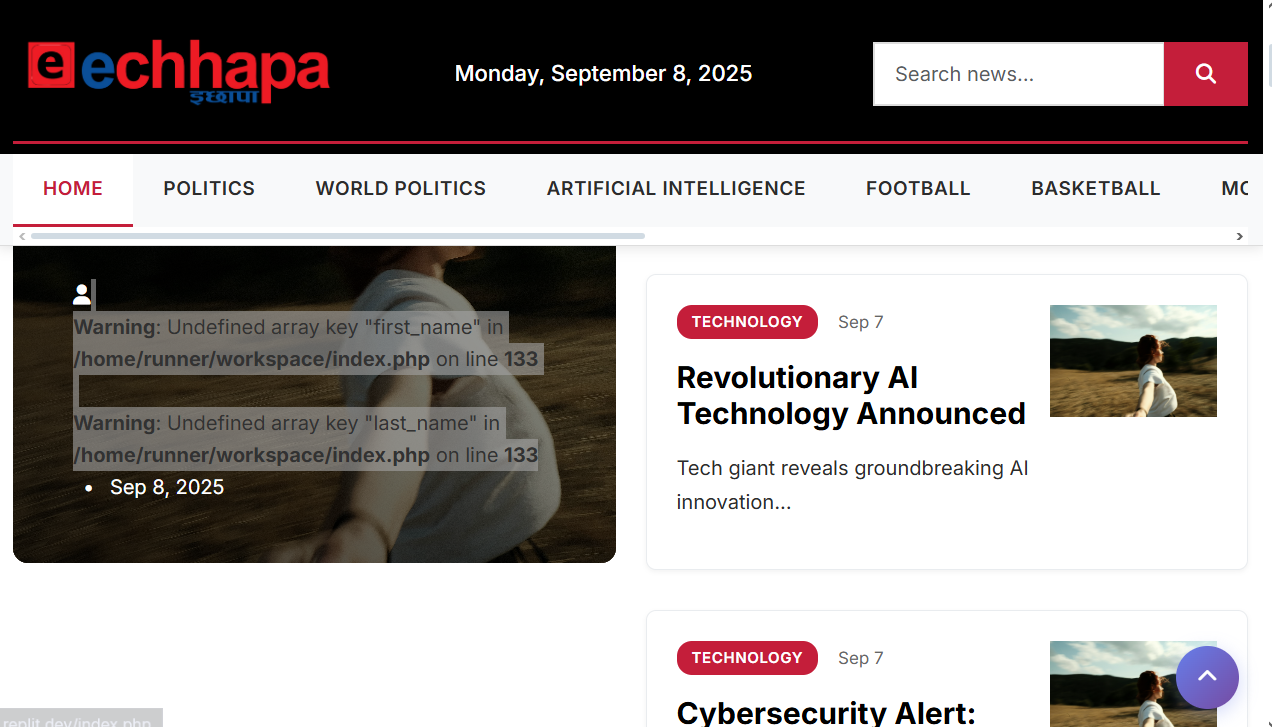 e echhapa
इछापा
Monday, September 8, 2025
Search news...
HOME
POLITICS
WORLD POLITICS
ARTIFICIAL INTELLIGENCE
FOOTBALL
BASKETBALL
MO
Warning: Undefined array key "first_name" in
/home/runner/workspace/index.php on line 133
Warning: Undefined array key "last_name" in
/home/runner/workspace/index.php on line 133
• Sep 8, 2025
TECHNOLOGY Sep 7
Revolutionary AI
Technology Announced
Tech giant reveals groundbreaking AI
innovation...
TECHNOLOGY Sep 7
Cybersecurity Alert:
replit.dev/index.php